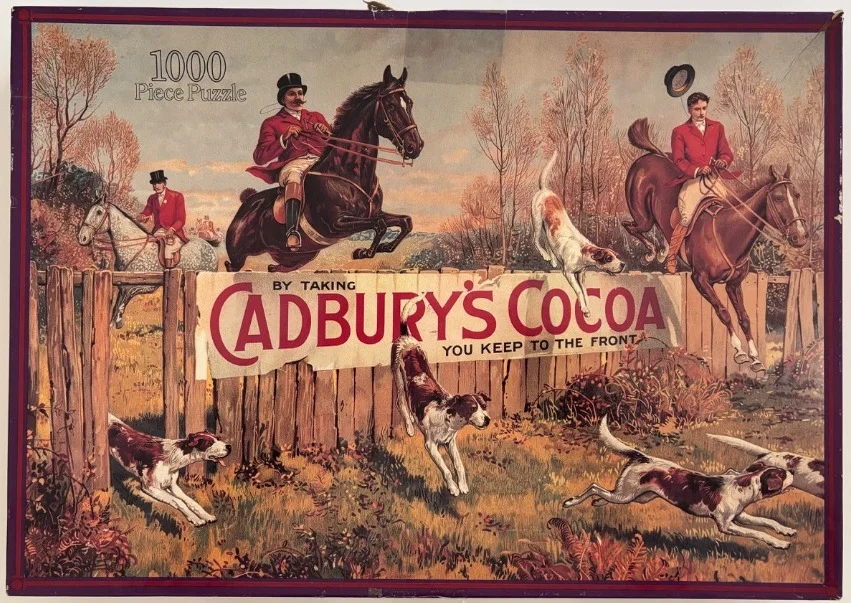 1000
Piece Puzzle
BY TAKING
CADBURY'S COCOA
YOU KEEP TO THE FRONT.